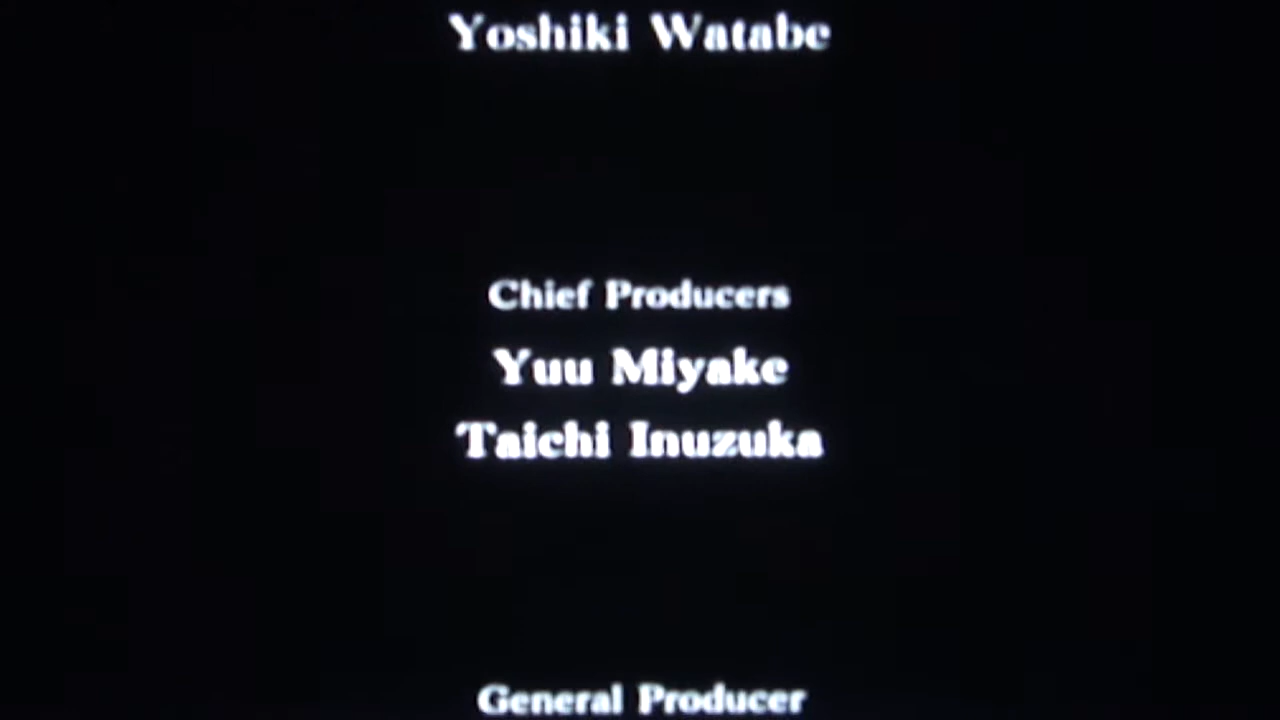 Yoshiki Watabe
Chief Producers
Yuu Miyake
Taichi Inuzuka
General Producer